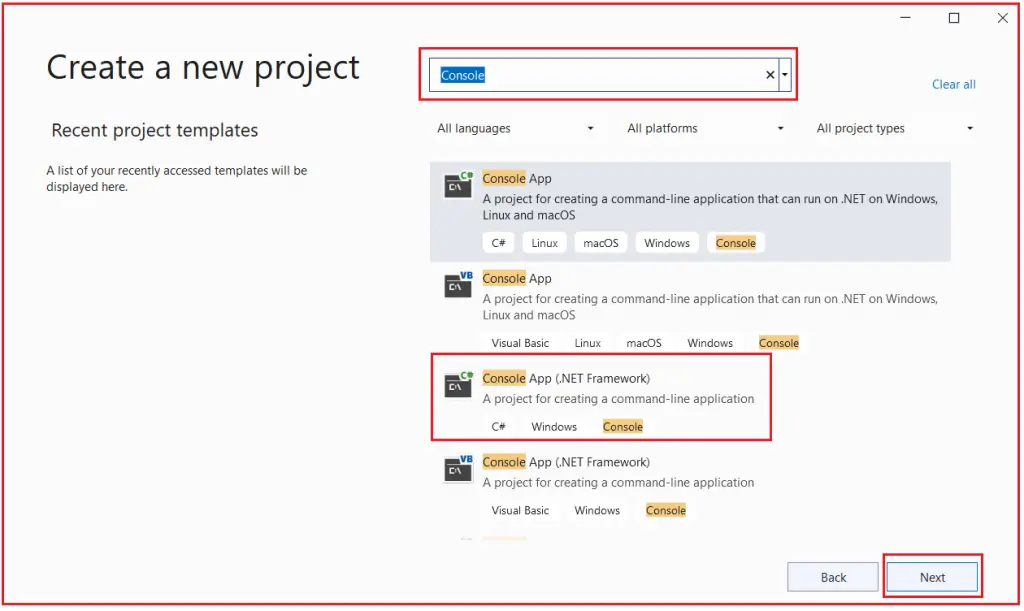 Create a new project
Console
Clear all
Recent project templates
A list of your recently accessed templates will be
displayed here.
All languages
All platforms
All project types
C#
C:\
Console App
A project for creating a command-line application that can run on .NET on Windows,
Linux and macOS
C# Linux macOS Windows Console
VB
C:\
Console App
A project for creating a command-line application that can run on .NET on Windows,
Linux and macOS
Visual Basic Linux macOS Windows Console
C#
C:\
Console App (.NET Framework)
A project for creating a command-line application
C# Windows Console
VB
C:\
Console App (.NET Framework)
A project for creating a command-line application
Visual Basic Windows Console
Back
Next